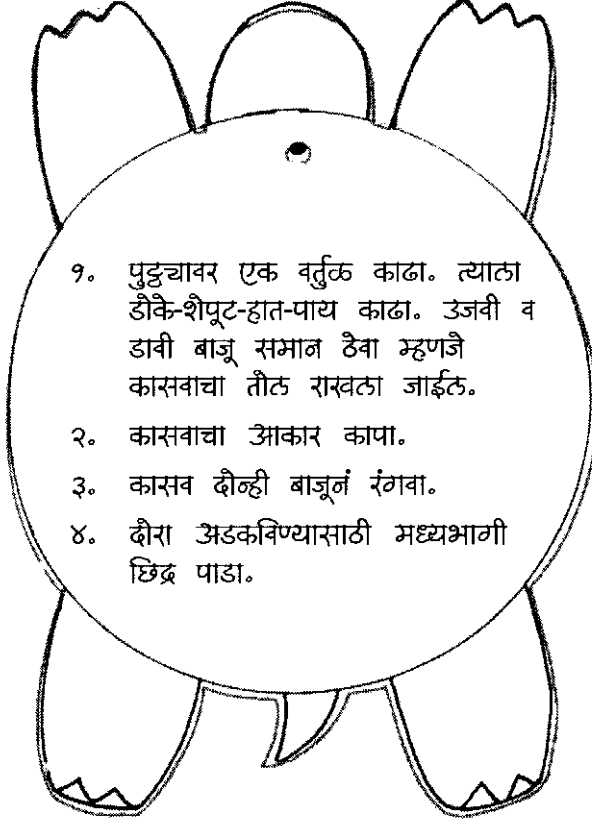 १. पुठ्ठ्यावर एक वर्तुळ काढा. त्याला
डोके-शेपूट-हात-पाय काढा. उजवी व
डावी बाजू समान ठेवा म्हणजे
कासवाचा तोल राखला जाईल.
२. कासवाचा आकार कापा.
३. कासव दोन्ही बाजूनं रंगवा.
४. दोरा अडकविण्यासाठी मध्यभागी
छिद्र पाडा.